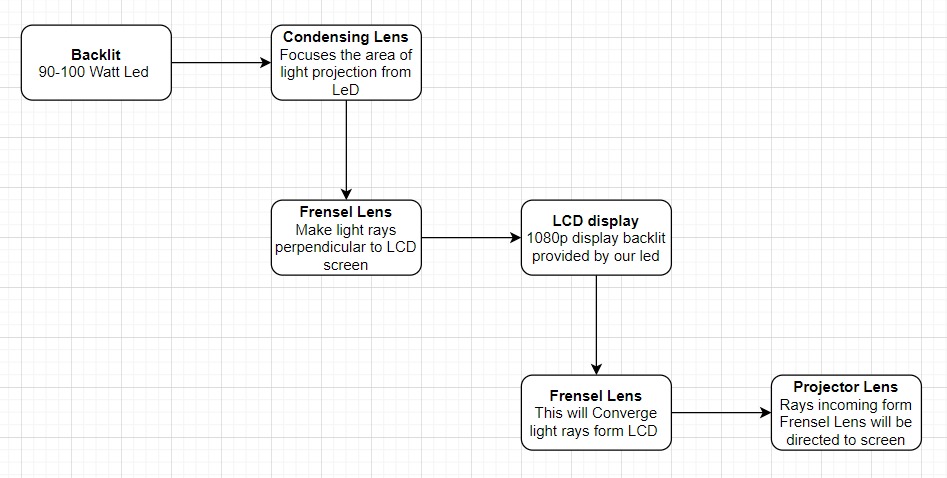 Backlit
90-100 Watt Led
Condensing Lens
Focuses the area of
light projection from
LeD
Frensel Lens
Make light rays
perpendicular to LCD
screen
LCD display
1080p display backlit
provided by our led
Frensel Lens
This will Converge
light rays form LCD
Projector Lens
Rays incoming form
Frensel Lens will be
directed to screen